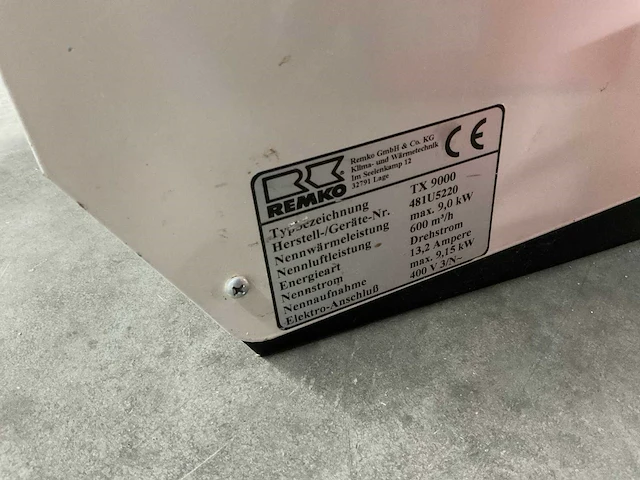 REMKO
Remko GmbH & Co. KG
Klima- und Wärmetechnik
Im Seelenkamp 12
32791 Lage
CE
Typbezeichnung TX 9000
Herstell-/Geräte-Nr. 481U5220
Nennwärmeleistung max. 9,0 kW
Nennluftleistung 600 m³/h
Energieart Drehstrom
Nennstrom 13,2 Ampere
Nennaufnahme max. 9,15 kW
Elektro-Anschluß 400 V 3/N~